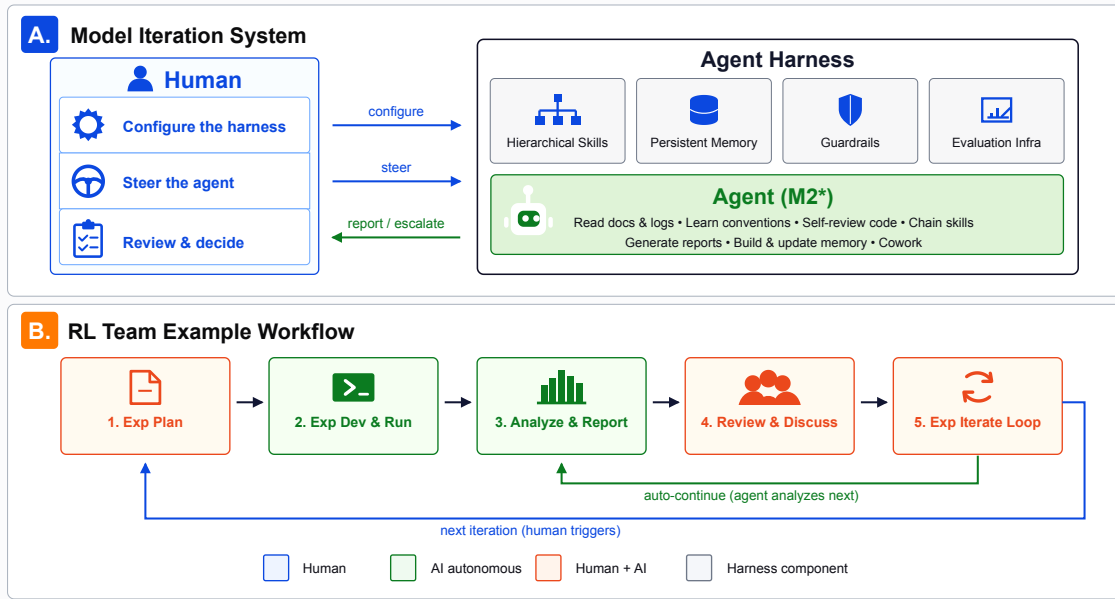 A. Model Iteration System
Human
Configure the harness
Steer the agent
Review & decide
configure
steer
report / escalate
Agent Harness
Hierarchical Skills
Persistent Memory
Guardrails
Evaluation Infra
Agent (M2*)
Read docs & logs • Learn conventions • Self-review code • Chain skills
Generate reports • Build & update memory • Cowork
B. RL Team Example Workflow
1. Exp Plan
2. Exp Dev & Run
3. Analyze & Report
4. Review & Discuss
5. Exp Iterate Loop
auto-continue (agent analyzes next)
next iteration (human triggers)
Human
AI autonomous
Human + AI
Harness component